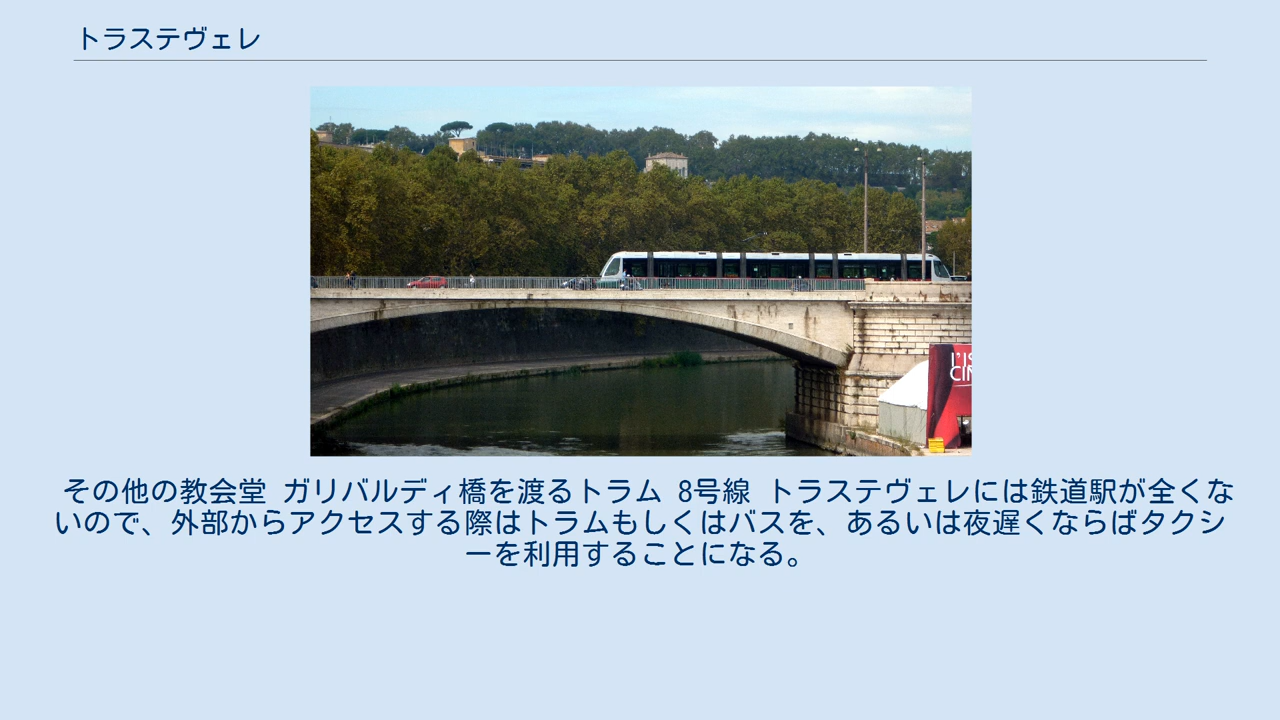 トラステヴェレ
l'IS
CIN
その他の教会堂 ガリバルディ橋を渡るトラム 8号線 トラステヴェレには鉄道駅が全くな
いので、外部からアクセスする際はトラムもしくはバスを、あるいは夜遅くならばタクシ
ーを利用することになる。